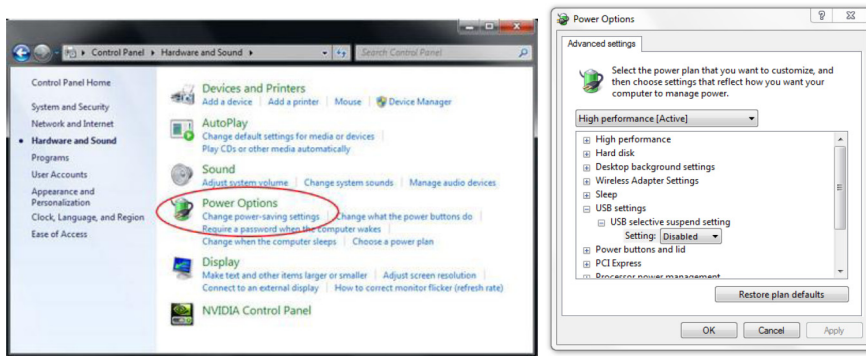 Control Panel ▸ Hardware and Sound ▸
Search Control Panel
Control Panel Home
System and Security
Network and Internet
Hardware and Sound
Programs
User Accounts
Appearance and
Personalization
Clock, Language, and Region
Ease of Access
Devices and Printers
Add a device | Add a printer | Mouse | Device Manager
AutoPlay
Change default settings for media or devices
Play CDs or other media automatically
Sound
Adjust system volume | Change system sounds | Manage audio devices
Power Options
Change power-saving settings | Change what the power buttons do
Require a password when the computer wakes
Change when the computer sleeps | Choose a power plan
Display
Make text and other items larger or smaller | Adjust screen resolution
Connect to an external display | How to correct monitor flicker (refresh rate)
NVIDIA Control Panel
Power Options
Advanced settings
Select the power plan that you want to customize, and
then choose settings that reflect how you want your
computer to manage power.
High performance [Active]
High performance
Hard disk
Desktop background settings
Wireless Adapter Settings
Sleep
USB settings
USB selective suspend setting
Setting: Disabled
Power buttons and lid
PCI Express
Processor power management
Restore plan defaults
OK Cancel Apply